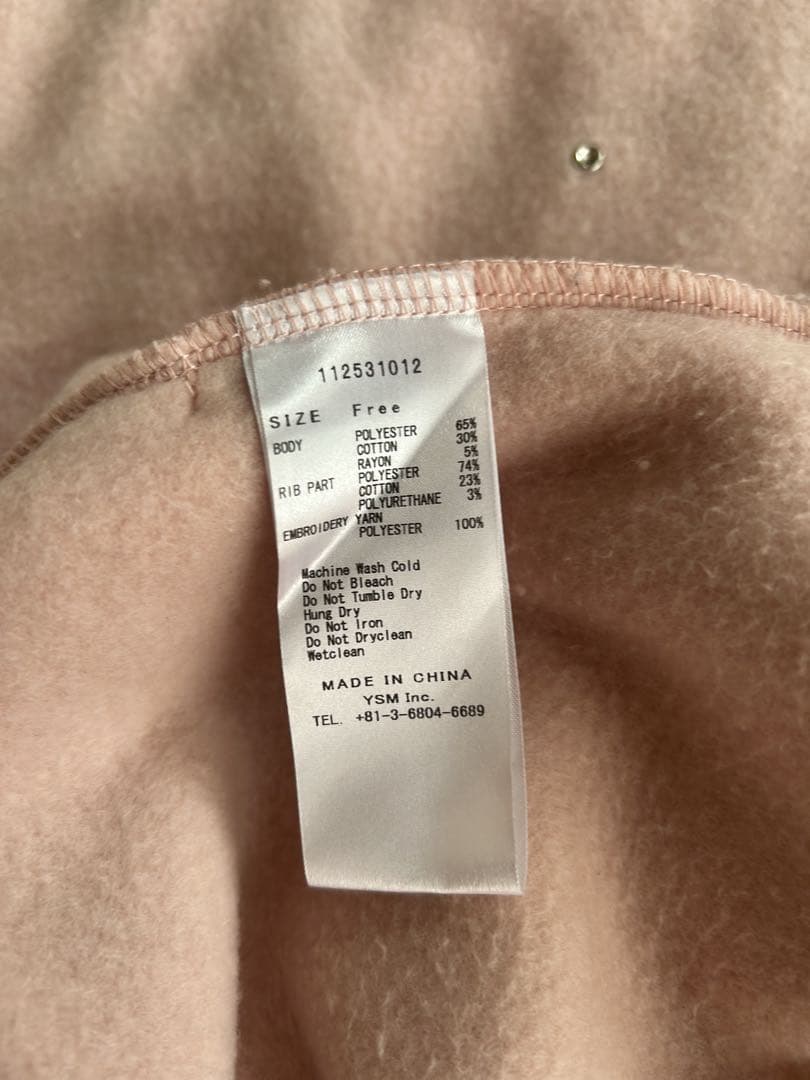 112531012
SIZE Free
BODY POLYESTER 65%
COTTON 30%
RAYON 5%
RIB PART POLYESTER 74%
COTTON 23%
POLYURETHANE 3%
EMBROIDERY YARN
POLYESTER 100%
Machine Wash Cold
Do Not Bleach
Do Not Tumble Dry
Hung Dry
Do Not Iron
Do Not Dryclean
Wetclean
MADE IN CHINA
YSM Inc.
TEL. +81-3-6804-6689